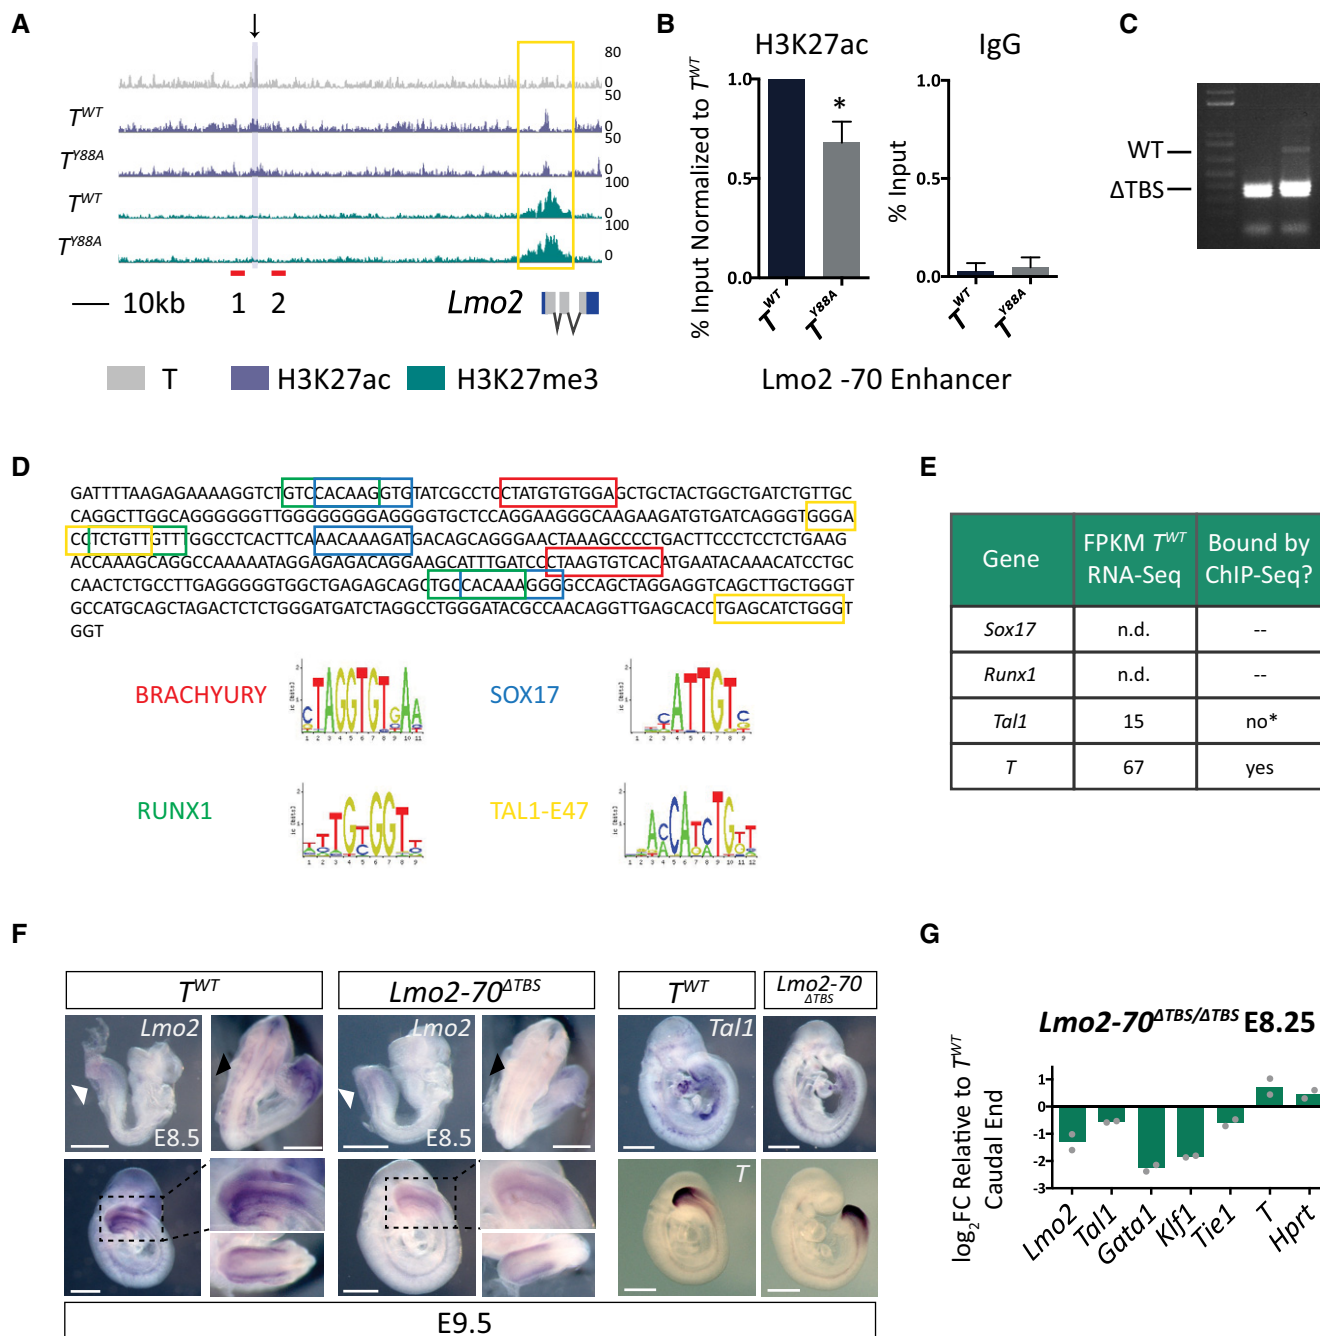 A
80
0
T^WT
50
0
T^Y88A
50
0
T^WT
100
0
T^Y88A
100
0
10kb
1
2
Lmo2
T
H3K27ac
H3K27me3
B
H3K27ac
IgG
% Input Normalized to T^WT
1.0
0.5
0.0
*
T^WT
T^Y88A
% Input
1.0
0.5
0.0
T^WT
T^Y88A
Lmo2 -70 Enhancer
C
WT
ΔTBS
D
GATTTTAAGAGAAAAGGTCTGTCCACAAGGTGTATCGCCTCCTATGTGTGGAGCTGCTACTGGCTGATCTGTTGC
CAGGCTTGGCAGGGGGGTTGGGGGGGGGAGGGGTGCTCCAGGAAGGGCAAGAAGATGTGATCAGGGTGGGA
CCTCTGTTGTTTGGCCTCACTTCAAACAAAGATGACAGCAGGGAACTAAAGCCCCTGACTTCCCTCCTCTGAAG
ACCAAAGCAGGCCAAAAATAGGAGAGACAGGAAGCATTTGATCCCTAAGTGTCACATGAATACAAACATCCTGC
CAACTCTGCCTTGAGGGGGTGGCTGAGAGCAGCTGCCACAAAGGGGCCAGCTAGGAGGTCAGCTTGCTGGGT
GCCATGCAGCTAGACTCTCTGGGATGATCTAGGCCTGGGATACGCCAACAGGTTGAGCACCTGAGCATCTGGGT
GGT
BRACHYURY
SOX17
RUNX1
TAL1-E47
E
Gene
FPKM T^WT RNA-Seq
Bound by ChIP-Seq?
Sox17
n.d.
--
Runx1
n.d.
--
Tal1
15
no*
T
67
yes
F
T^WT
Lmo2-70^ΔTBS
T^WT
Lmo2-70 ΔTBS
Lmo2
E8.5
Lmo2
E8.5
Tal1
T
E9.5
G
Lmo2-70^ΔTBS/ΔTBS E8.25
log2FC Relative to T^WT
Caudal End
1
0
-1
-2
-3
Lmo2
Tal1
Gata1
Klf1
Tie1
T
Hprt